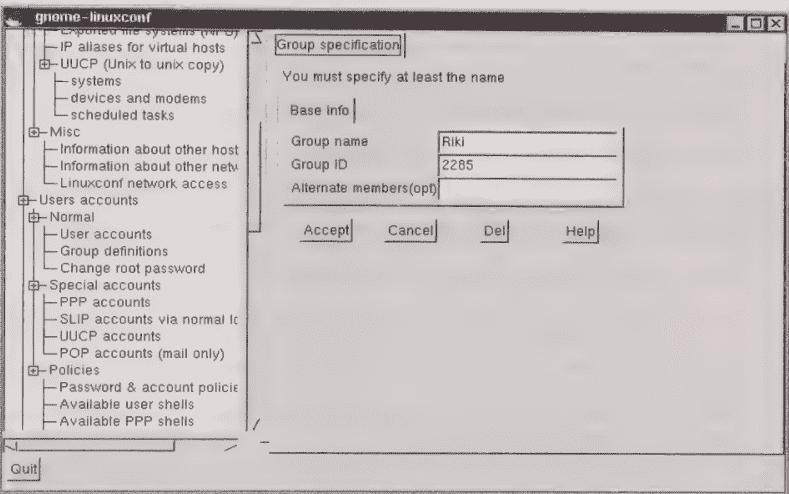 gnome-linuxconf
Exported file systems (NFS)
IP aliases for virtual hosts
UUCP (Unix to unix copy)
systems
devices and modems
scheduled tasks
Misc
Information about other host
Information about other netw
Linuxconf network access
Users accounts
Normal
User accounts
Group definitions
Change root password
Special accounts
PPP accounts
SLIP accounts via normal lo
UUCP accounts
POP accounts (mail only)
Policies
Password & account policie
Available user shells
Available PPP shells
Quit
Group specification
You must specify at least the name
Base info
Group name Riki
Group ID 2285
Alternate members(opt)
Accept Cancel Del Help